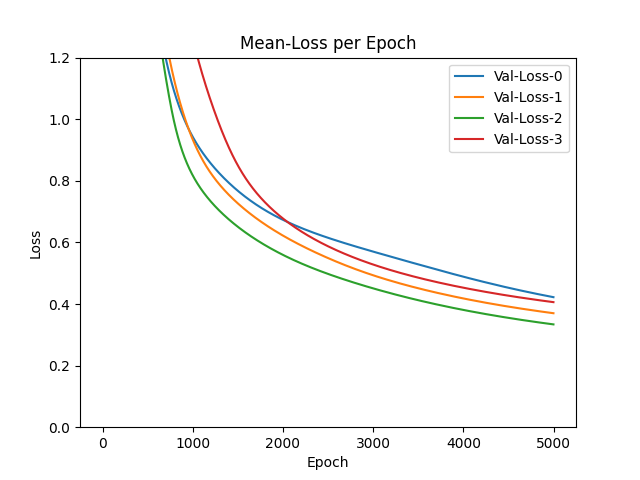 Mean-Loss per Epoch
Val-Loss-0
Val-Loss-1
Val-Loss-2
Val-Loss-3
Loss
1.2
1.0
0.8
0.6
0.4
0.2
0.0
0 1000 2000 3000 4000 5000
Epoch